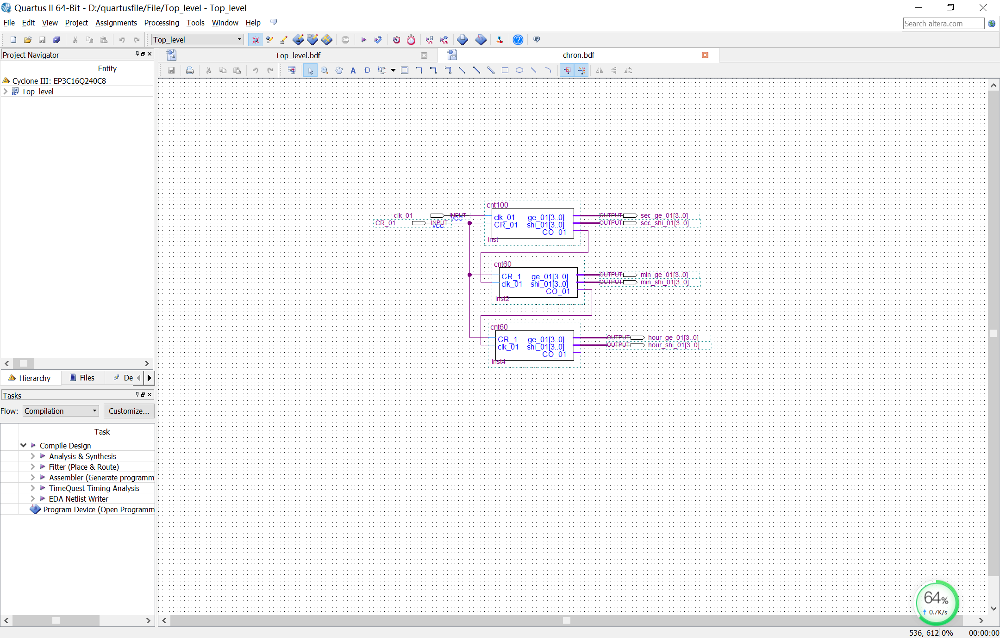 Quartus II 64-Bit - D:/quartusfile/File/Top_level - Top_level
File Edit View Project Assignments Processing Tools Window Help
Search altera.com
Top_level
STOP
Project Navigator
Top_level.bdf
chron.bdf
Entity
Cyclone III: EP3C16Q240C8
Top_level
cnt100
clk_01 INPUT VCC
CR_01 INPUT VCC
clk_01 ge_01[3..0]
CR_01 shi_01[3..0]
CO_01
inst
OUTPUT sec_ge_01[3..0]
OUTPUT sec_shi_01[3..0]
cnt60
CR_1 ge_01[3..0]
clk_01 shi_01[3..0]
CO_01
inst2
OUTPUT min_ge_01[3..0]
OUTPUT min_shi_01[3..0]
cnt60
CR_1 ge_01[3..0]
clk_01 shi_01[3..0]
CO_01
inst4
OUTPUT hour_ge_01[3..0]
OUTPUT hour_shi_01[3..0]
Hierarchy Files De
Tasks
Flow: Compilation Customize...
Task
Compile Design
Analysis & Synthesis
Fitter (Place & Route)
Assembler (Generate programm
TimeQuest Timing Analysis
EDA Netlist Writer
Program Device (Open Programm
64%
0.7K/s
536, 612 0% 00:00:00